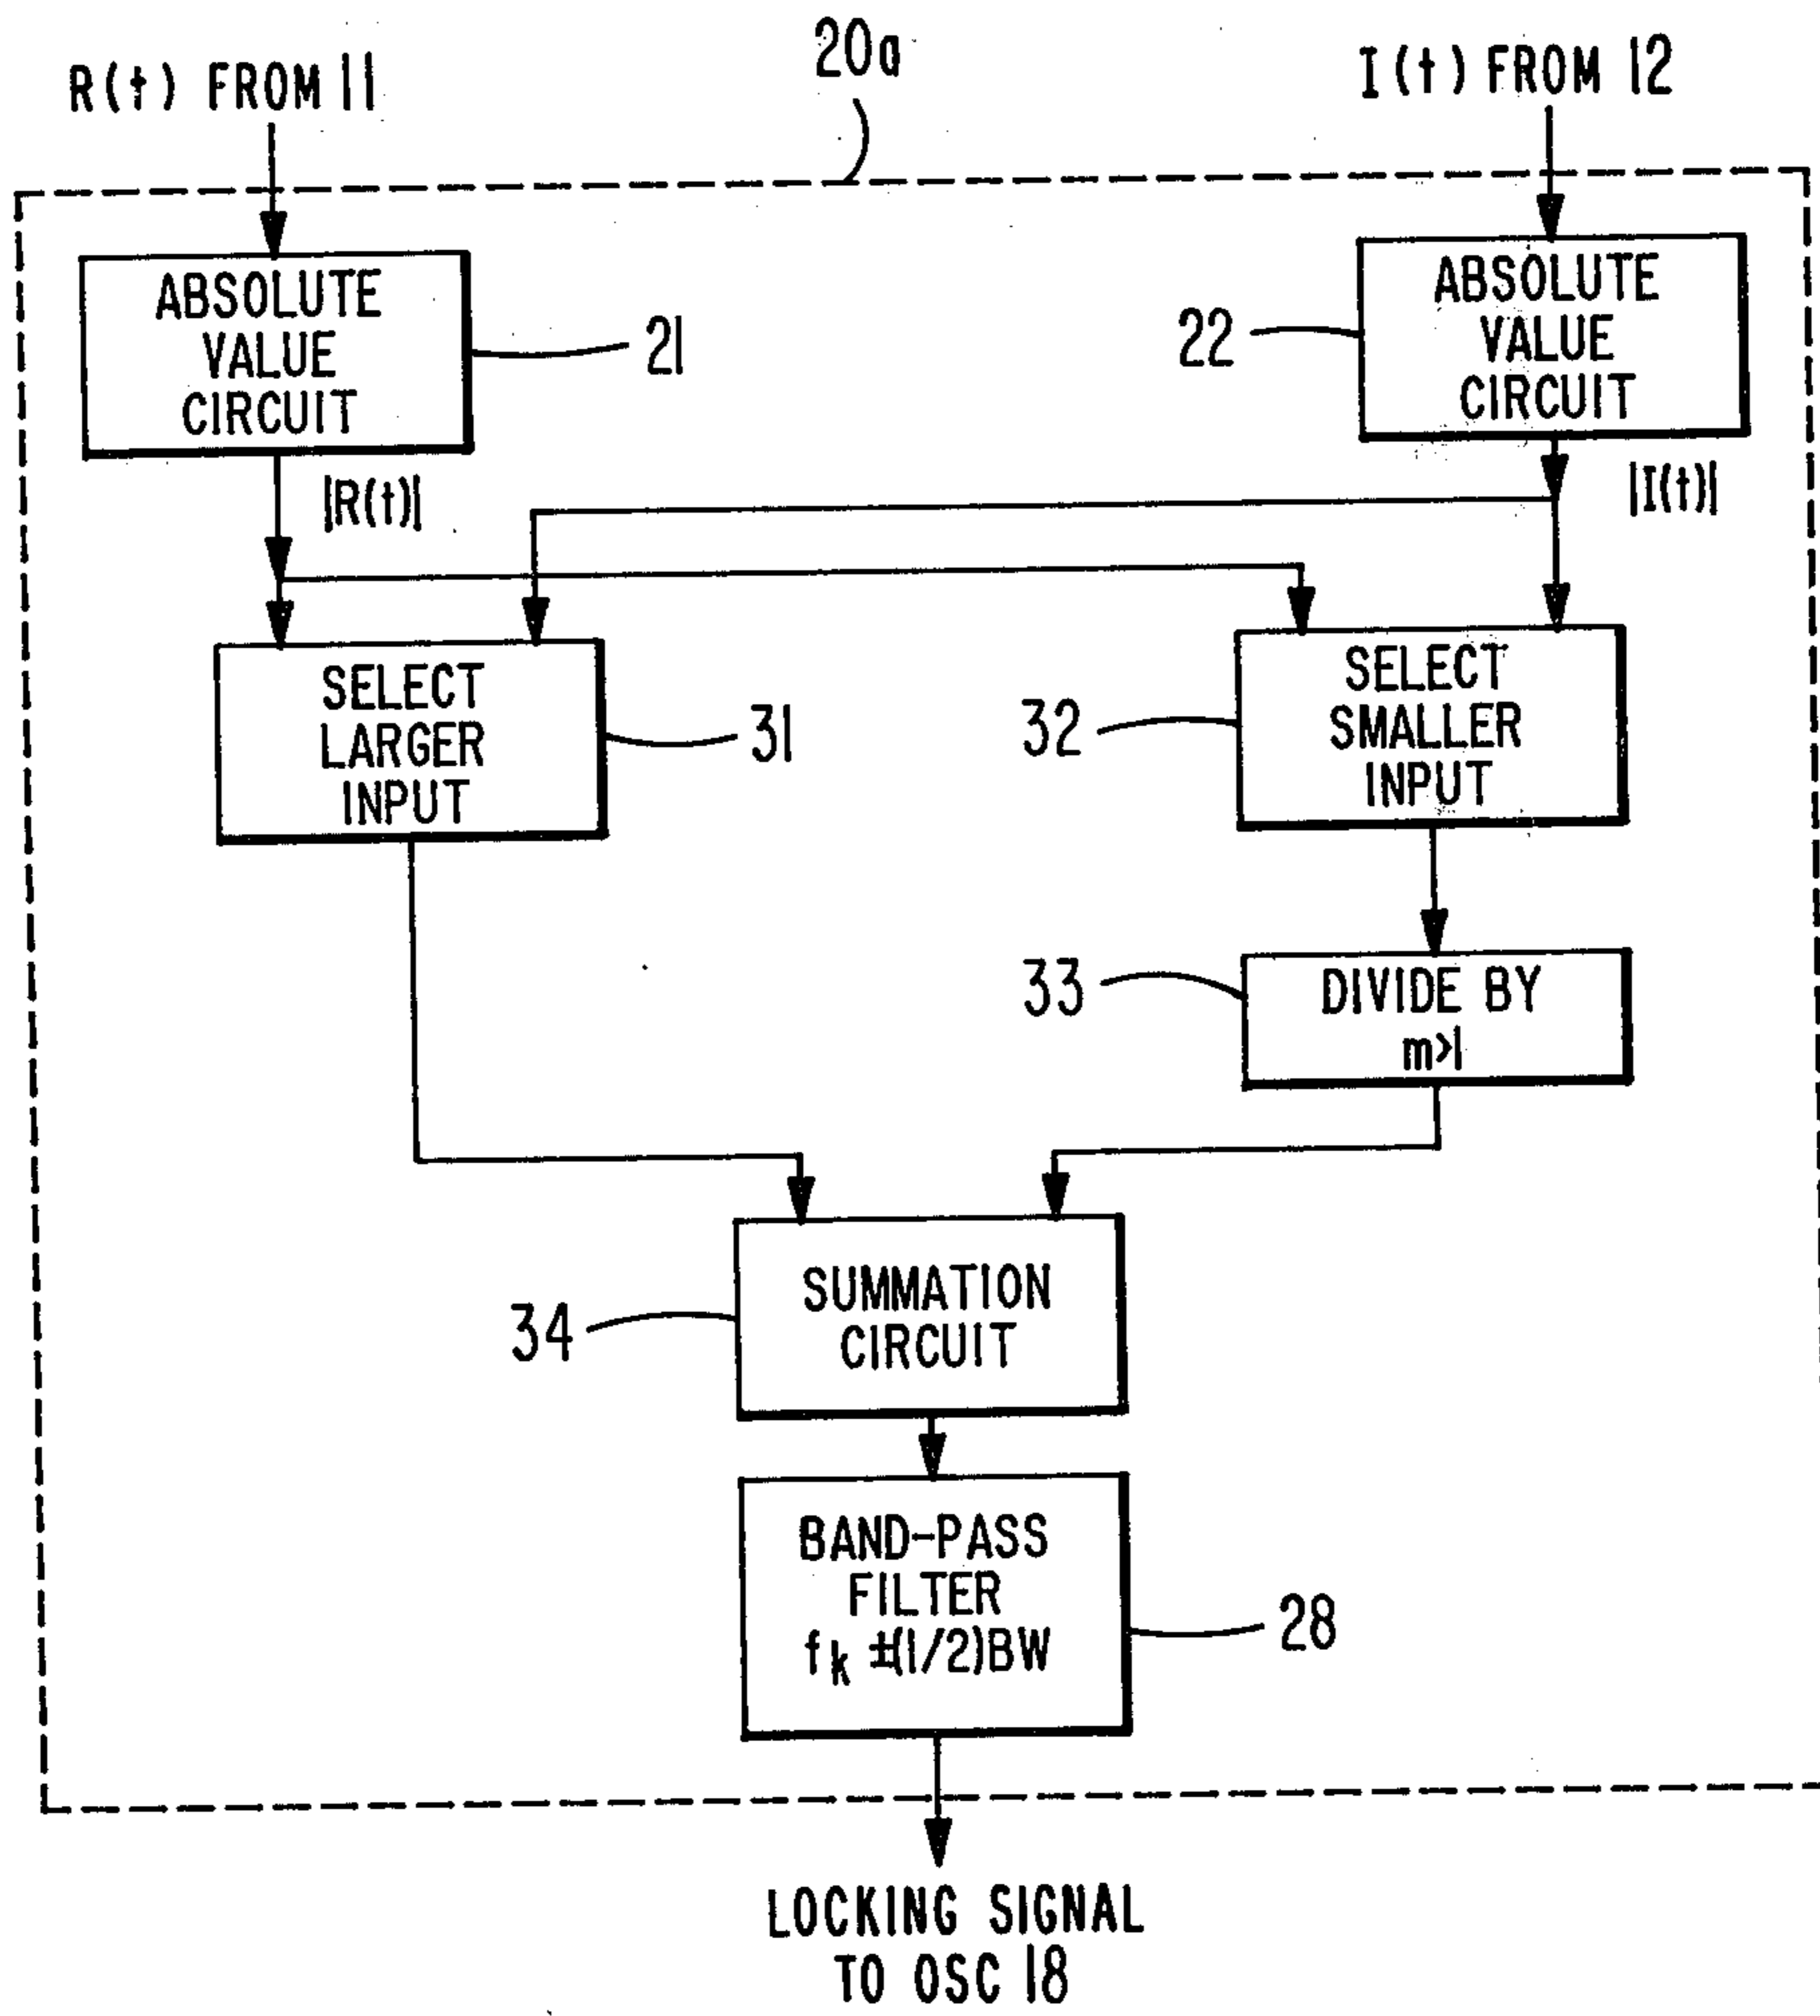 R(t) FROM 11
20a
I(t) FROM 12
ABSOLUTE
VALUE
CIRCUIT
21
22
ABSOLUTE
VALUE
CIRCUIT
|R(t)|
|I(t)|
SELECT
LARGER
INPUT
31
32
SELECT
SMALLER
INPUT
33
DIVIDE BY
m>1
34
SUMMATION
CIRCUIT
BAND-PASS
FILTER
fk ±(1/2)BW
28
LOCKING SIGNAL
TO OSC 18